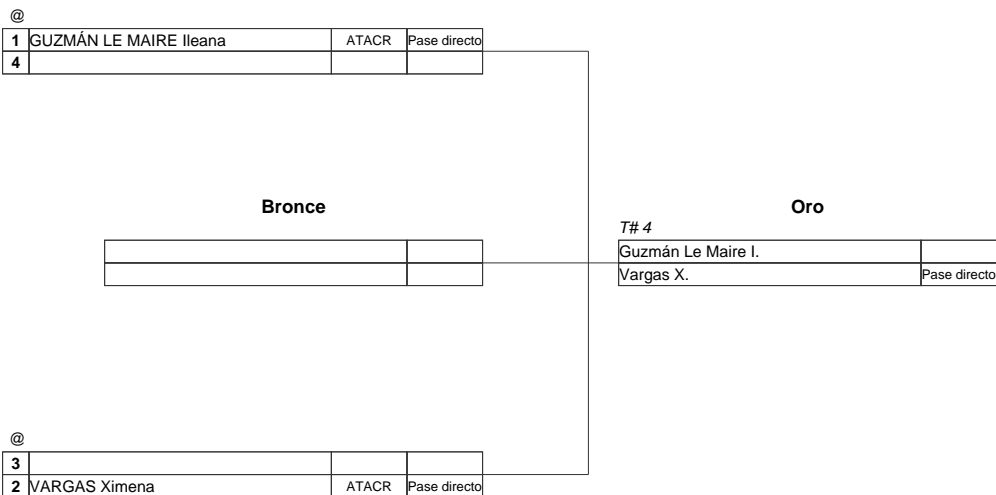 @
1 GUZMÁN LE MAIRE Ileana ATACR Pase directo
4
Bronce
Oro
T# 4
Guzmán Le Maire I.
Vargas X. Pase directo
@
3
2 VARGAS Ximena ATACR Pase directo